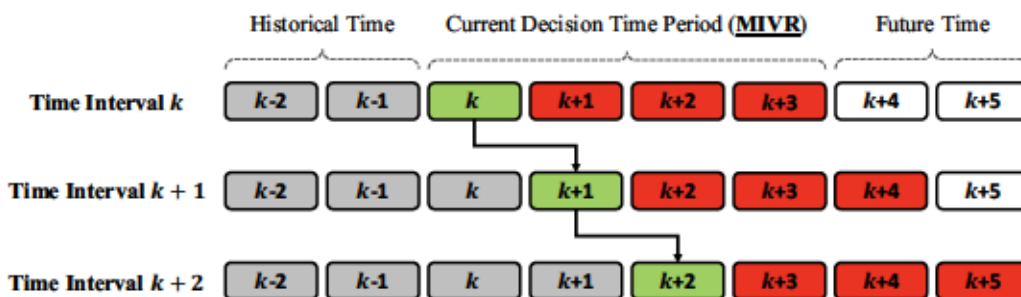 Historical Time Current Decision Time Period (MIVR) Future Time
Time Interval k k-2 k-1 k k+1 k+2 k+3 k+4 k+5
Time Interval k + 1 k-2 k-1 k k+1 k+2 k+3 k+4 k+5
Time Interval k + 2 k-2 k-1 k k+1 k+2 k+3 k+4 k+5